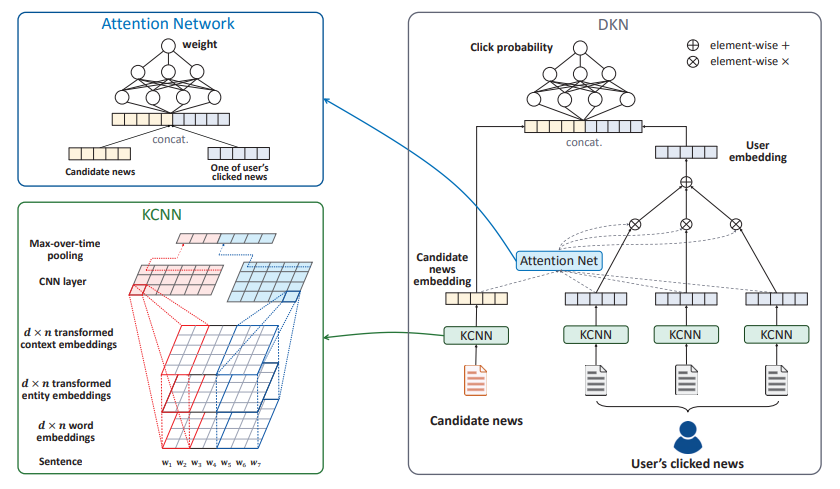 Attention Network
weight
concat.
Candidate news
One of user's
clicked news
KCNN
Max-over-time
pooling
CNN layer
d × n transformed
context embeddings
d × n transformed
entity embeddings
d × n word
embeddings
Sentence
w₁ w₂ w₃ w₄ w₅ w₆ w₇
DKN
Click probability
element-wise +
element-wise ×
concat.
User
embedding
Attention Net
Candidate
news
embedding
KCNN
KCNN
KCNN
KCNN
Candidate news
User's clicked news